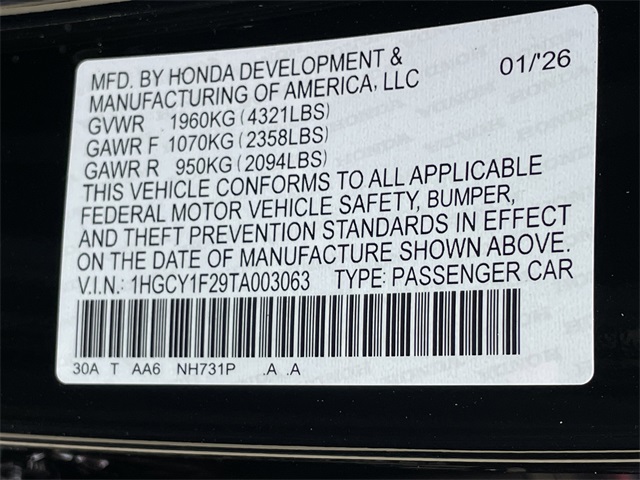 MFD. BY HONDA DEVELOPMENT & MANUFACTURING OF AMERICA, LLC 01/'26
GVWR 1960KG (4321LBS)
GAWR F 1070KG (2358LBS)
GAWR R 950KG (2094LBS)
THIS VEHICLE CONFORMS TO ALL APPLICABLE
FEDERAL MOTOR VEHICLE SAFETY, BUMPER,
AND THEFT PREVENTION STANDARDS IN EFFECT
ON THE DATE OF MANUFACTURE SHOWN ABOVE.
V.I.N.: 1HGCY1F29TA003063 TYPE: PASSENGER CAR
30A T AA6 NH731P .A .A